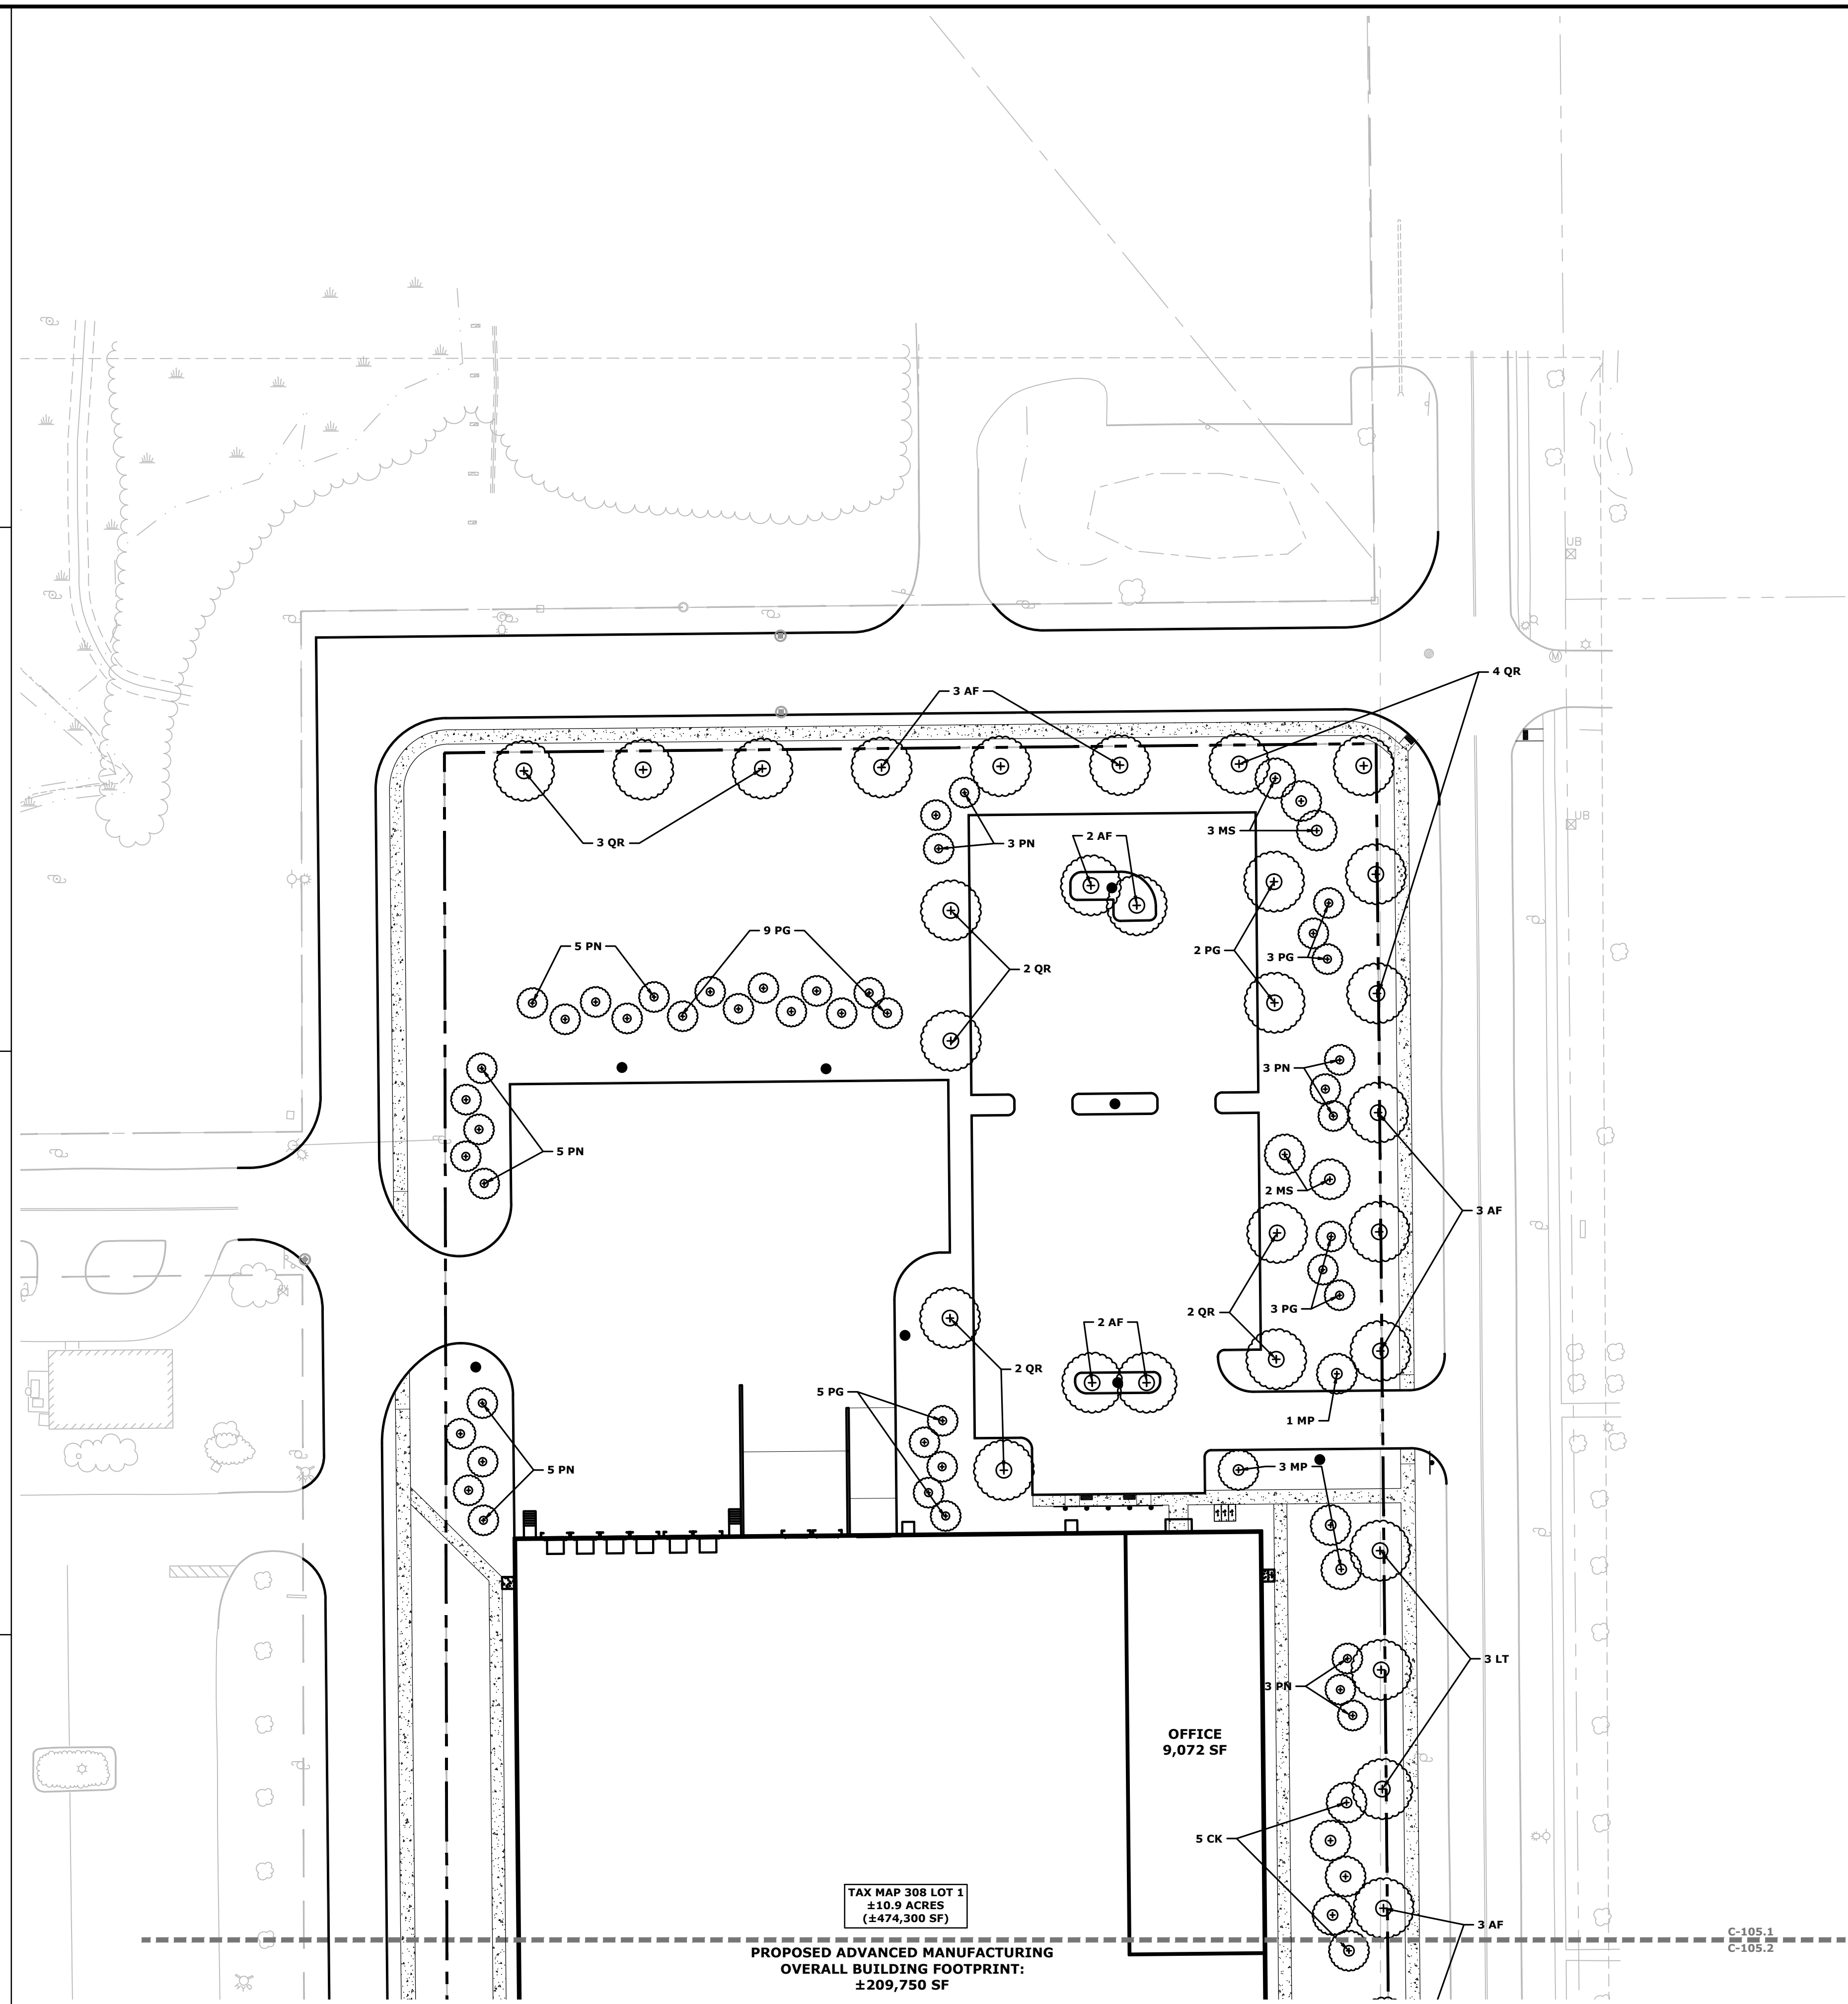 UB
4 QR
3 AF
M
UB
3 MS
2 AF
3 QR
3 PN
9 PG
5 PN
2 PG
3 PG
2 QR
3 PN
5 PN
2 MS
3 AF
2 QR
3 PG
2 AF
2 QR
5 PG
1 MP
5 PN
3 MP
3 LT
3 PN
OFFICE
9,072 SF
5 CK
TAX MAP 308 LOT 1
±10.9 ACRES
(±474,300 SF)
3 AF
C-105.1
C-105.2
PROPOSED ADVANCED MANUFACTURING
OVERALL BUILDING FOOTPRINT:
±209,750 SF